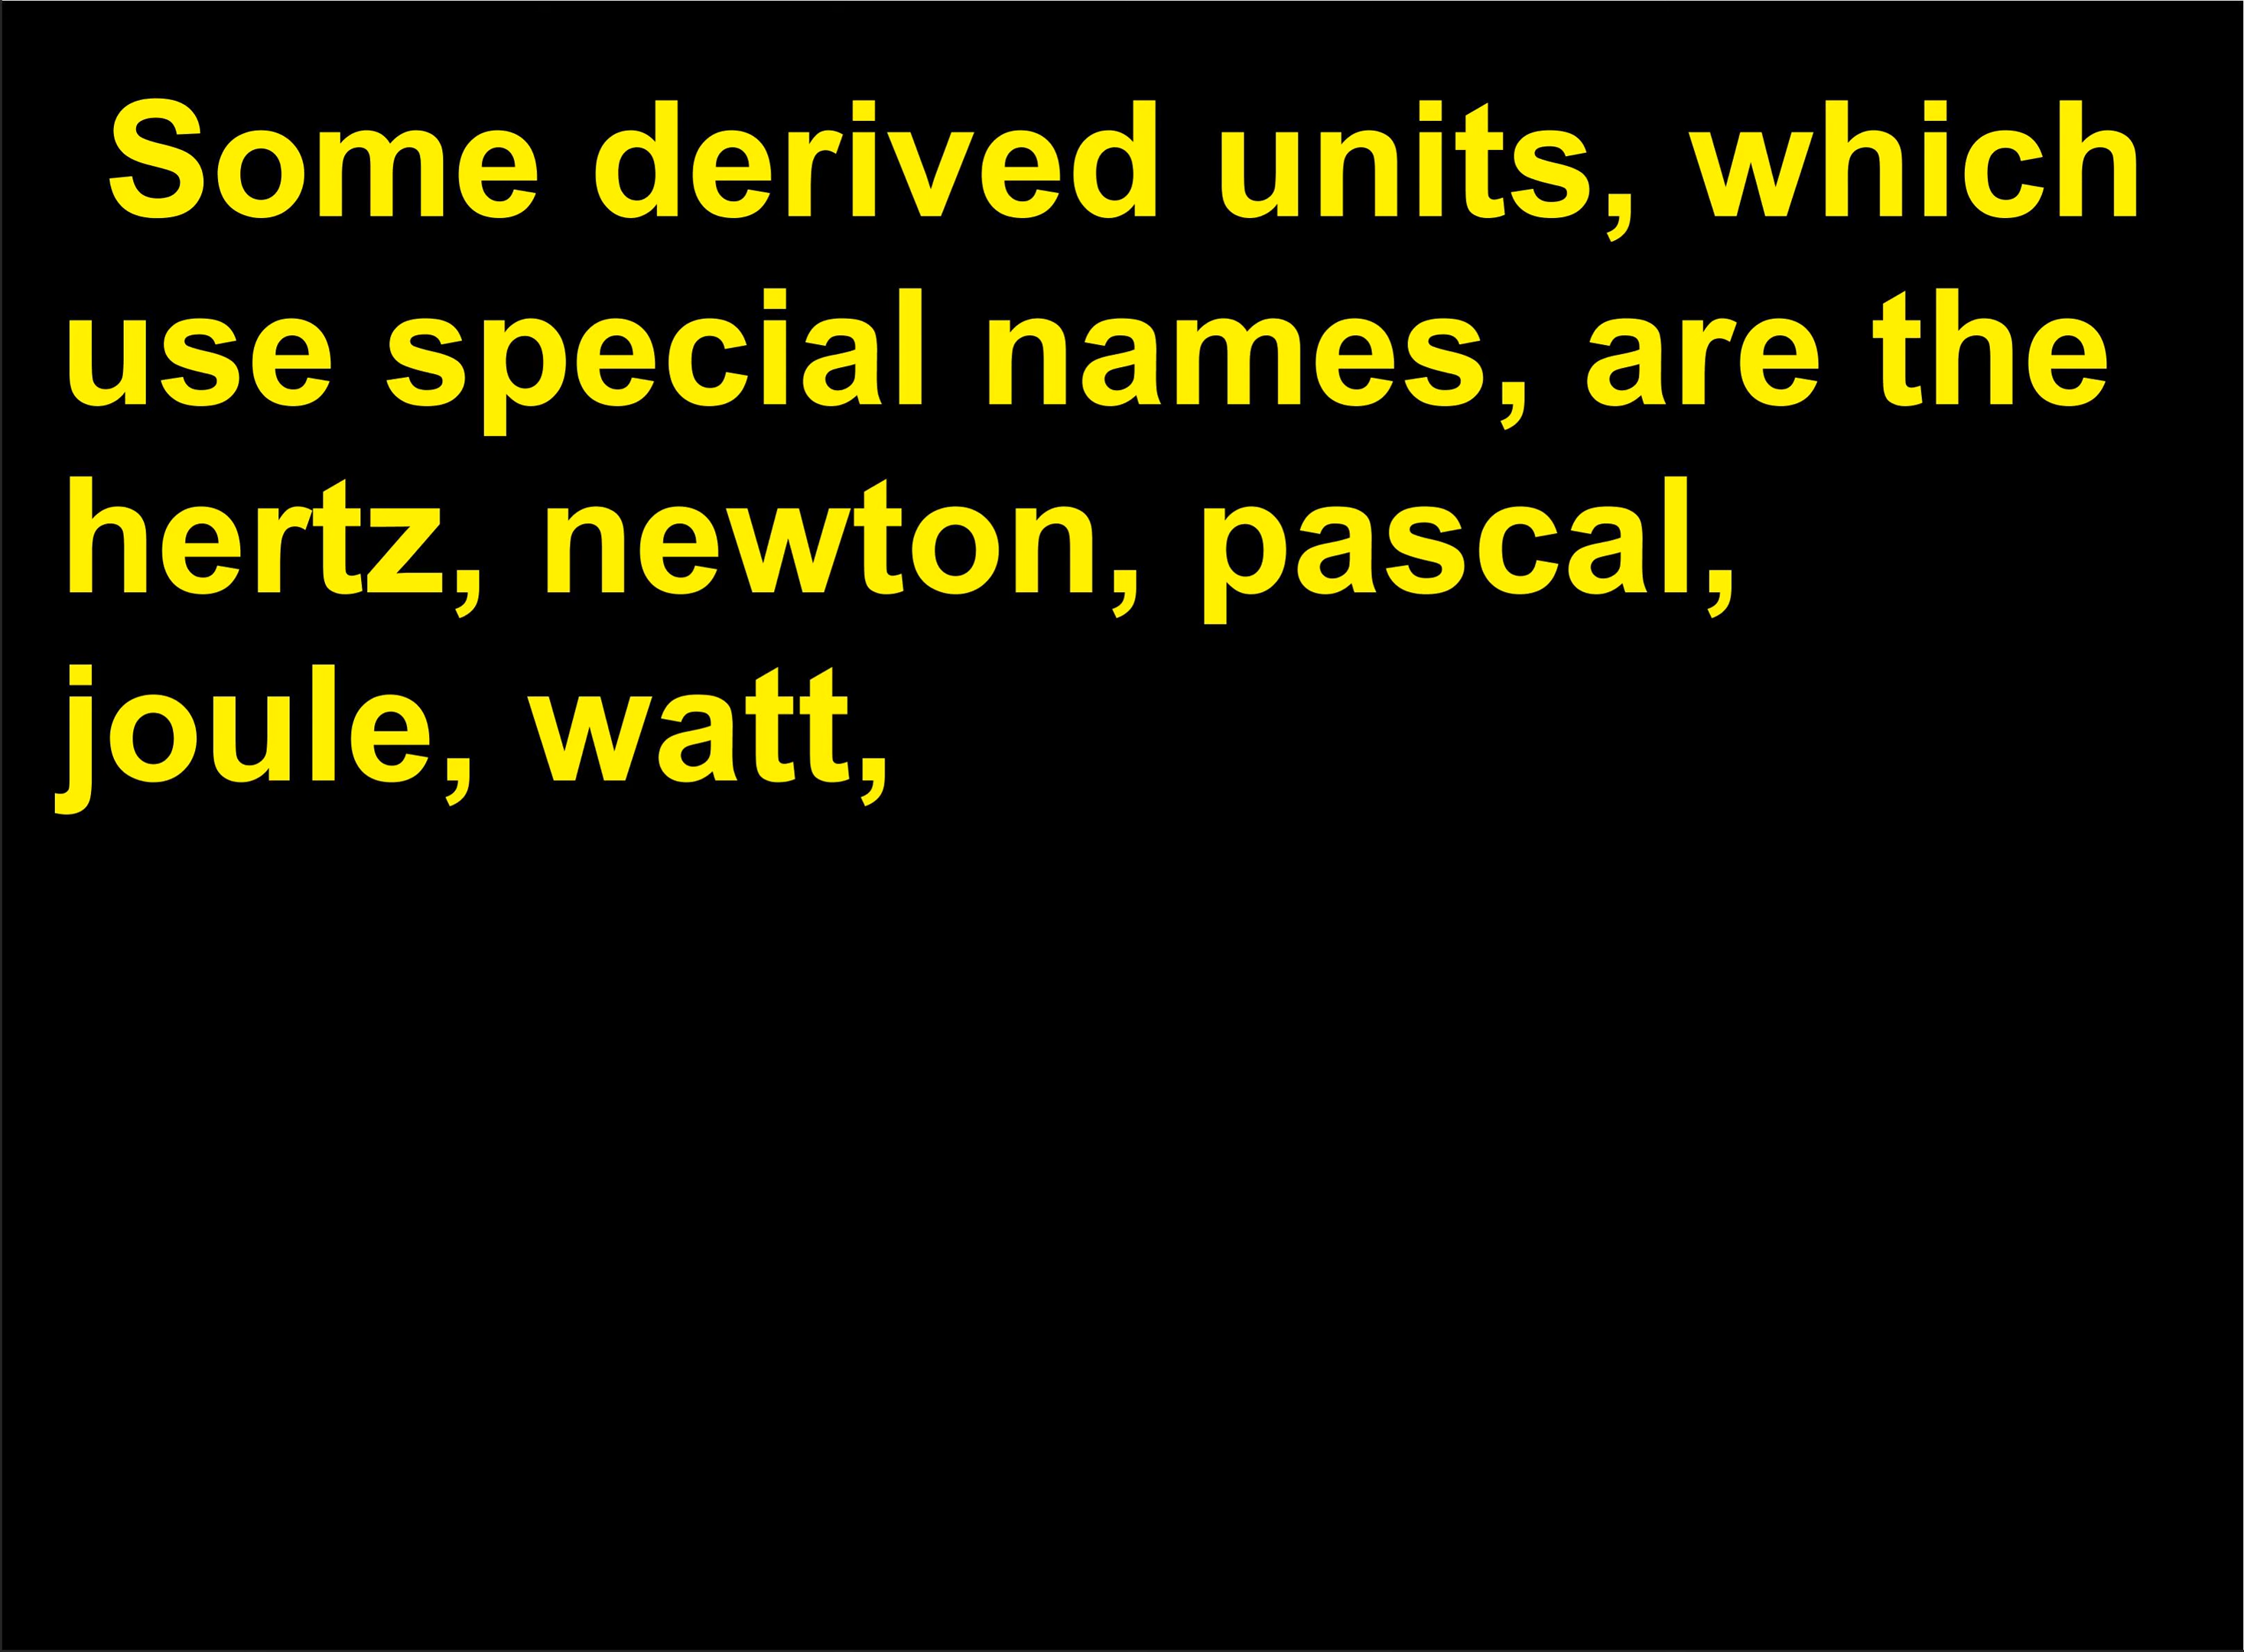 Some derived units, which
use special names, are the
hertz, newton, pascal,
joule, watt,